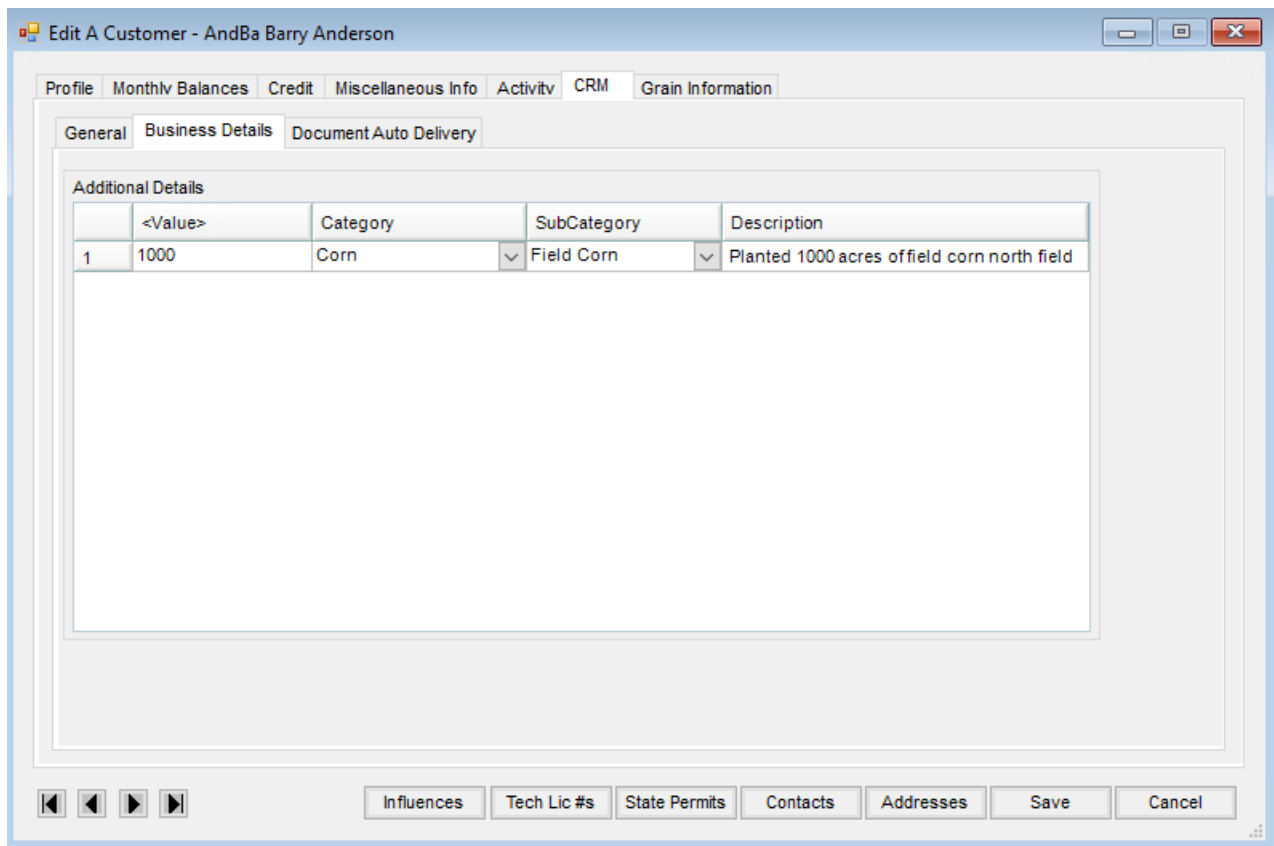 Edit A Customer - AndBa Barry Anderson
Profile Monthly Balances Credit Miscellaneous Info Activity CRM Grain Information
General Business Details Document Auto Delivery
Additional Details
<Value> Category SubCategory Description
1 1000 Corn Field Corn Planted 1000 acres of field corn north field
Influences Tech Lic #s State Permits Contacts Addresses Save Cancel